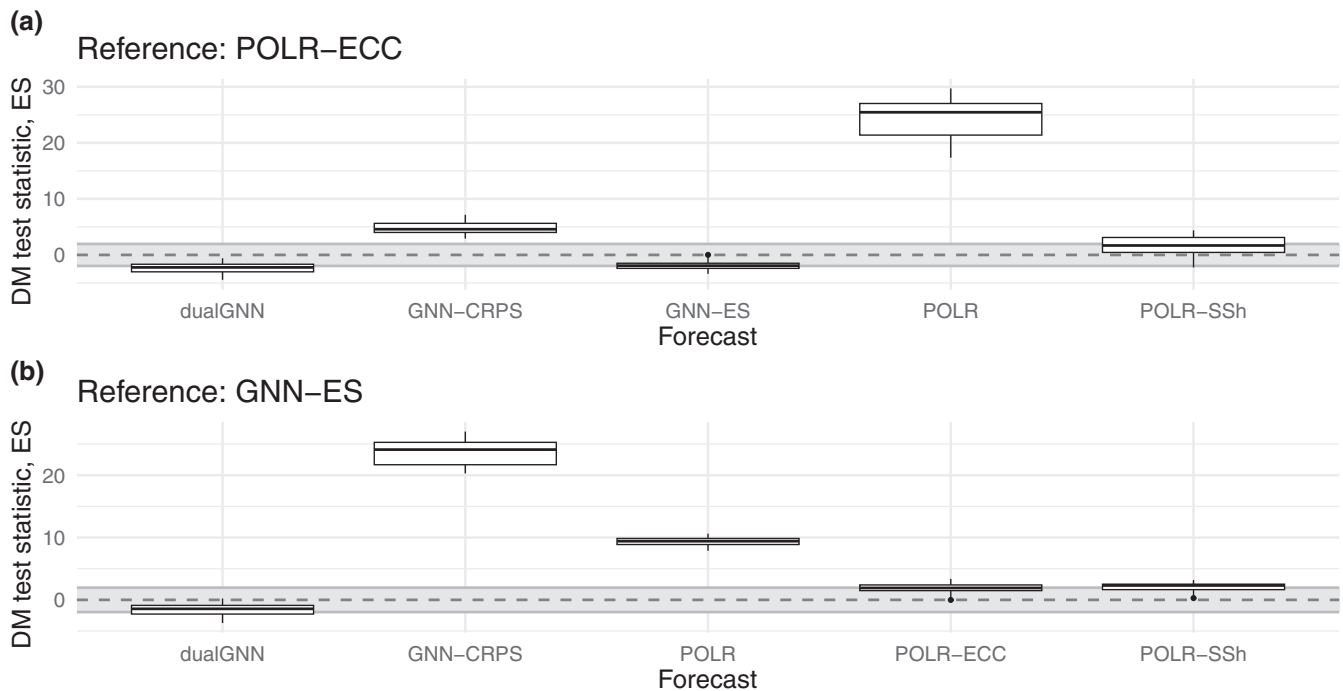 (a)
Reference: POLR−ECC
DM test statistic, ES
30
20
10
0
dualGNN GNN−CRPS GNN−ES POLR POLR−SSh
Forecast
(b)
Reference: GNN−ES
DM test statistic, ES
20
10
0
dualGNN GNN−CRPS POLR POLR−ECC POLR−SSh
Forecast